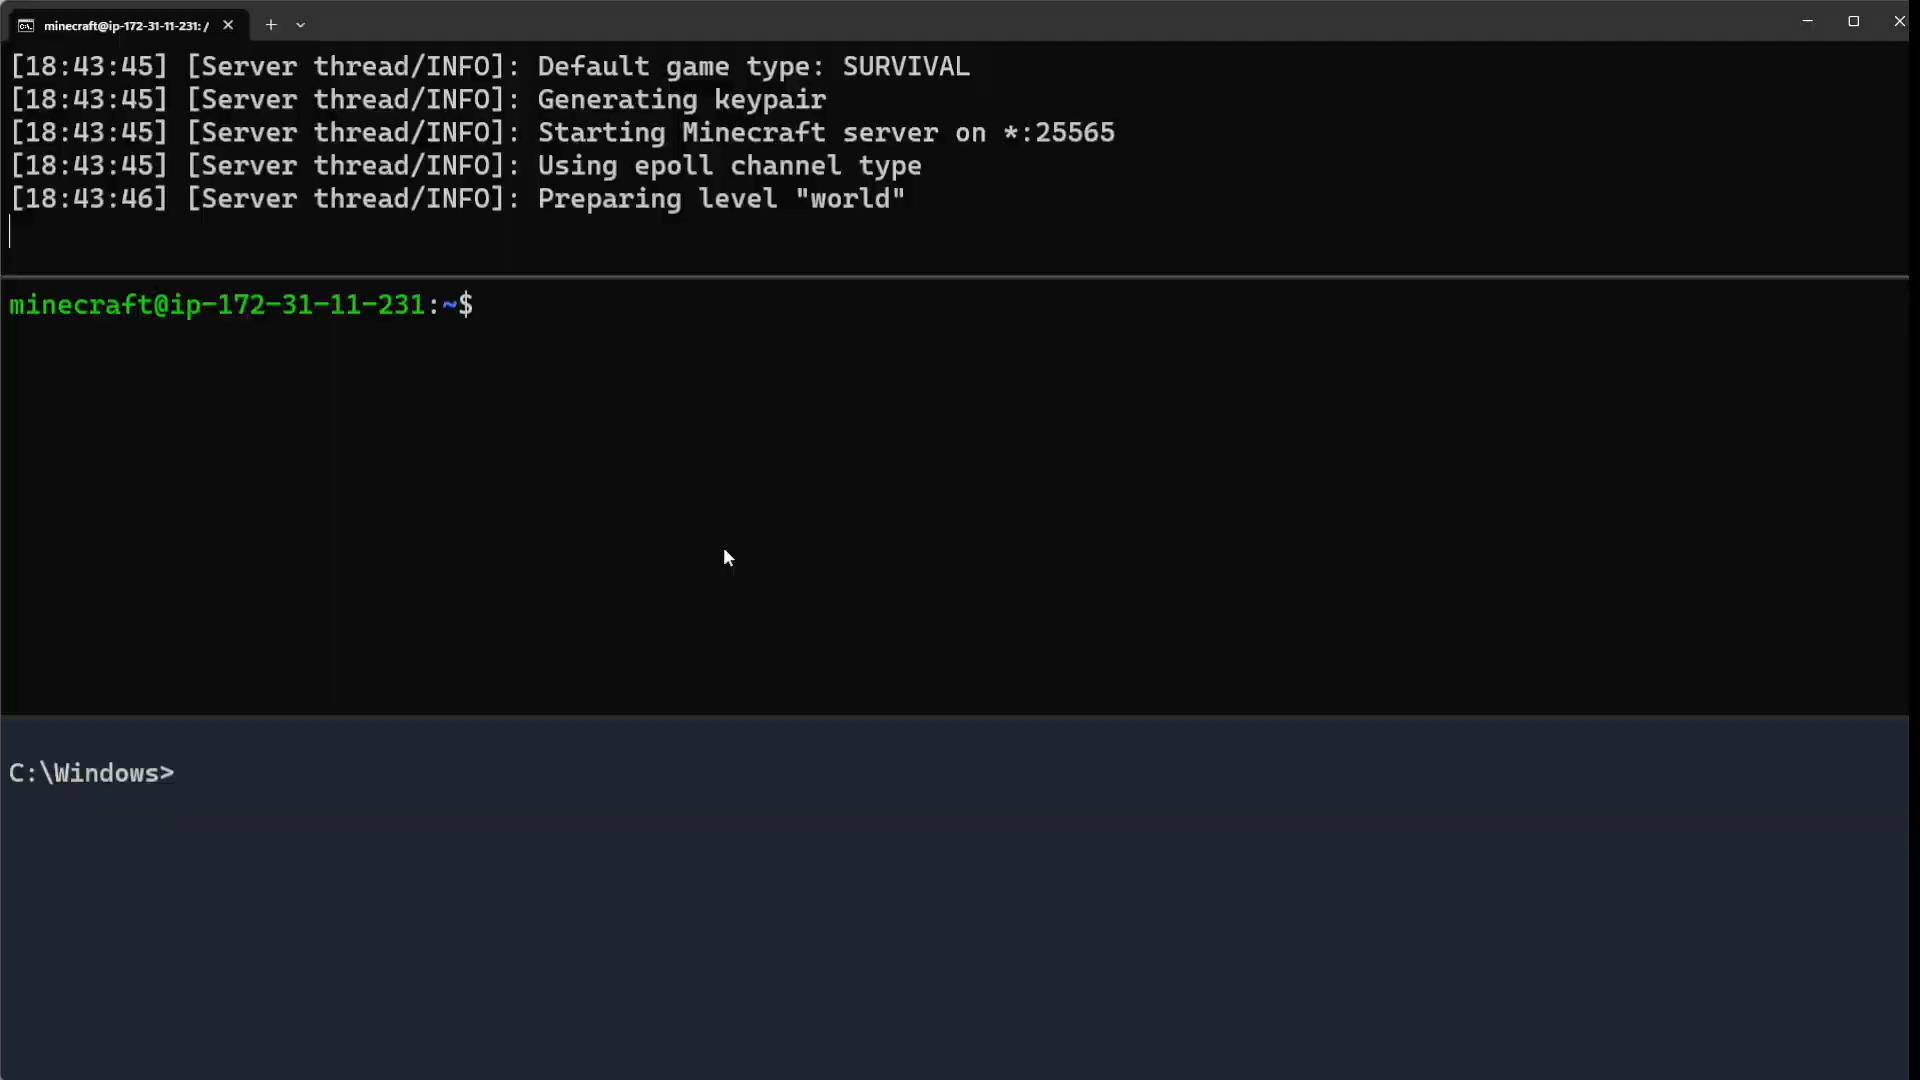 minecraft@ip-172-31-11-231: /
[18:43:45] [Server thread/INFO]: Default game type: SURVIVAL
[18:43:45] [Server thread/INFO]: Generating keypair
[18:43:45] [Server thread/INFO]: Starting Minecraft server on *:25565
[18:43:45] [Server thread/INFO]: Using epoll channel type
[18:43:46] [Server thread/INFO]: Preparing level "world"
minecraft@ip-172-31-11-231:~$
C:\Windows>